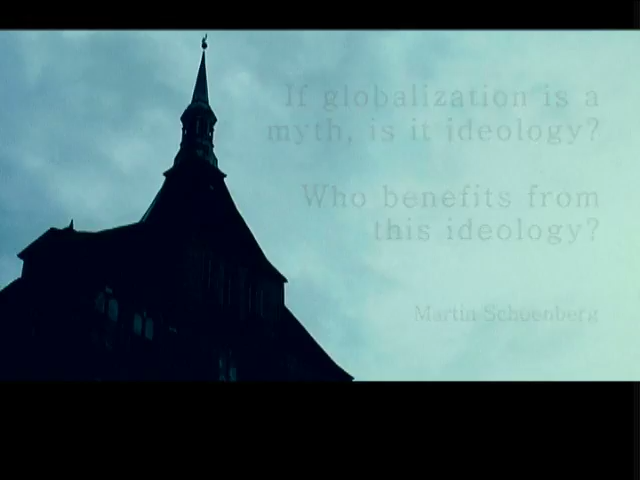 If globalization is a
myth, is it ideology?
Who benefits from
this ideology?
Martin Schoenberg